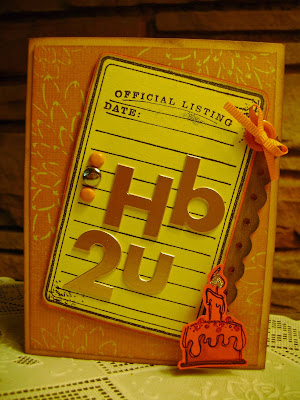 OFFICIAL LISTING
DATE:
Hb
2u